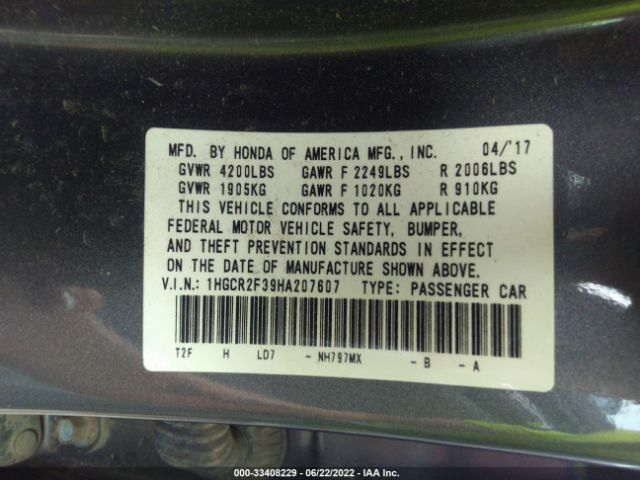 MFD. BY HONDA OF AMERICA MFG., INC. 04/'17
GVWR 4200LBS GAWR F 2249LBS R 2006LBS
GVWR 1905KG GAWR F 1020KG R 910KG
THIS VEHICLE CONFORMS TO ALL APPLICABLE
FEDERAL MOTOR VEHICLE SAFETY, BUMPER,
AND THEFT PREVENTION STANDARDS IN EFFECT
ON THE DATE OF MANUFACTURE SHOWN ABOVE.
V.I.N.: 1HGCR2F39HA207607 TYPE: PASSENGER CAR
T2F H LD7 - NH797MX - B - A
000-33408229 - 06/22/2022 - IAA Inc.